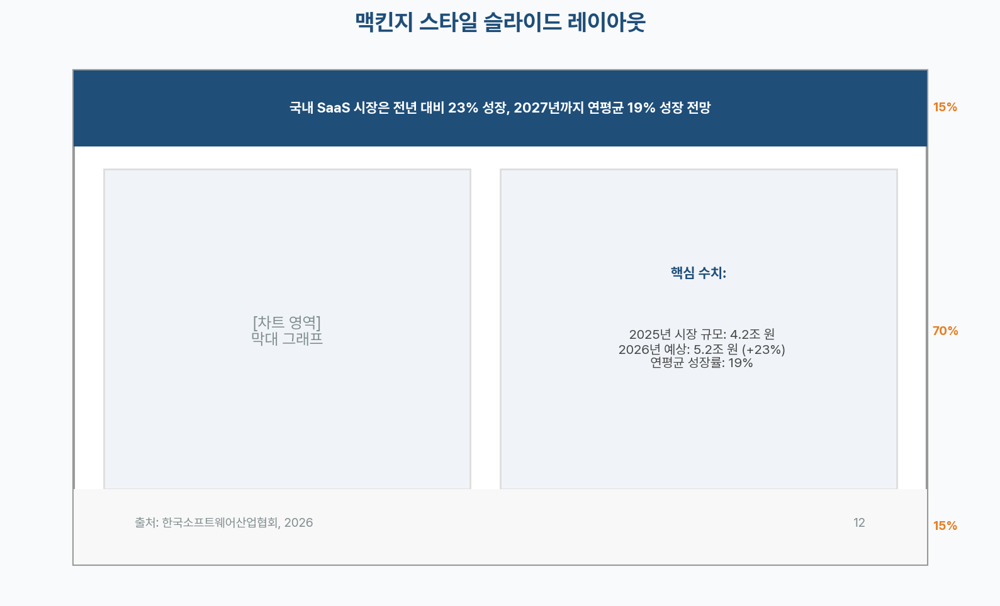 맥킨지 스타일 슬라이드 레이아웃
국내 SaaS 시장은 전년 대비 23% 성장, 2027년까지 연평균 19% 성장 전망
15%
[차트 영역]
막대 그래프
핵심 수치:
2025년 시장 규모: 4.2조 원
2026년 예상: 5.2조 원 (+23%)
연평균 성장률: 19%
70%
출처: 한국소프트웨어산업협회, 2026
12
15%